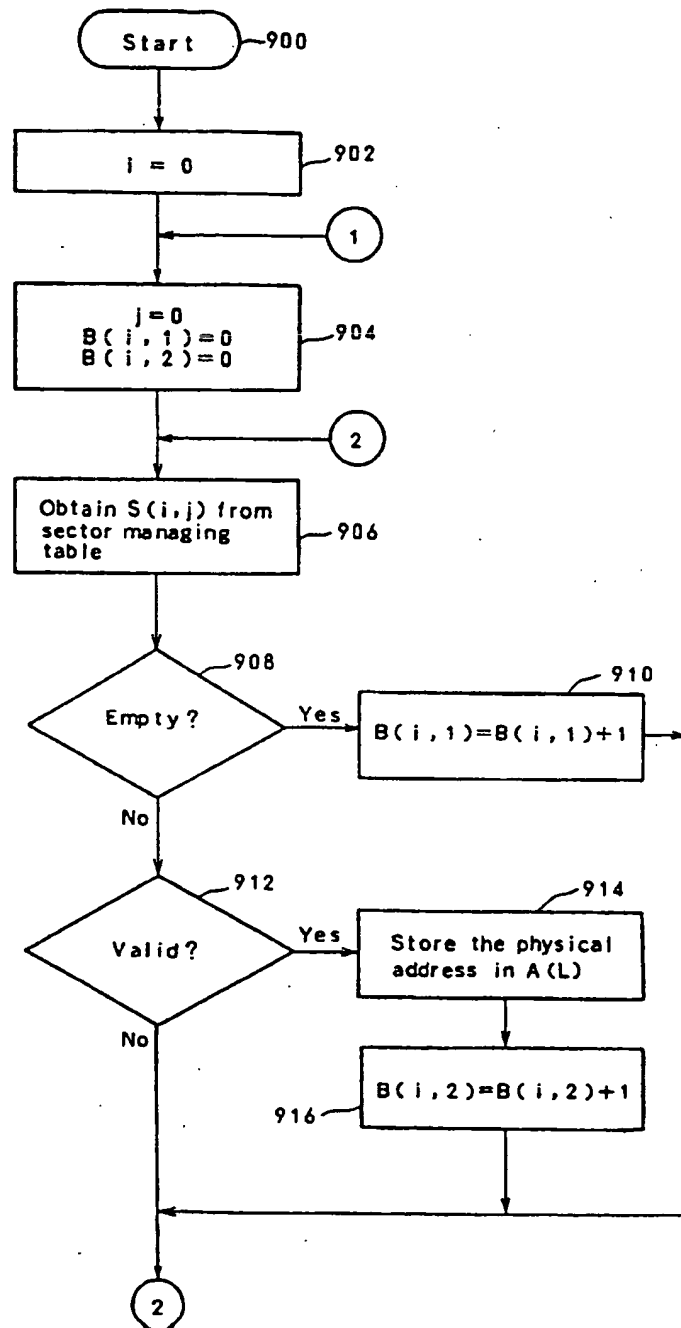 Start
900
i = 0
902
1
j=0
B(i,1)=0
B(i,2)=0
904
2
Obtain S(i,j) from
sector managing
table
906
Empty?
908
Yes
B(i,1)=B(i,1)+1
910
No
Valid?
912
Yes
Store the physical
address in A(L)
914
No
B(i,2)=B(i,2)+1
916
2